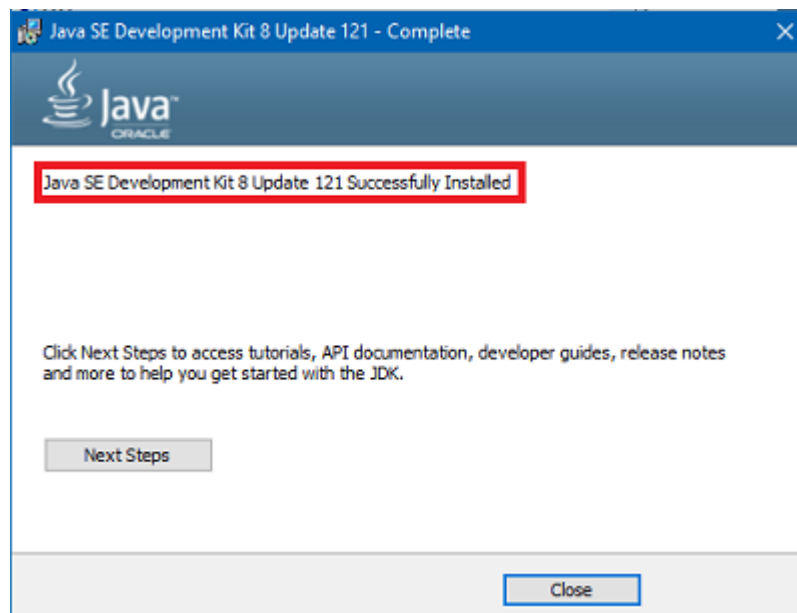 Java SE Development Kit 8 Update 121 - Complete
Java™
ORACLE
Java SE Development Kit 8 Update 121 Successfully Installed
Click Next Steps to access tutorials, API documentation, developer guides, release notes
and more to help you get started with the JDK.
Next Steps
Close